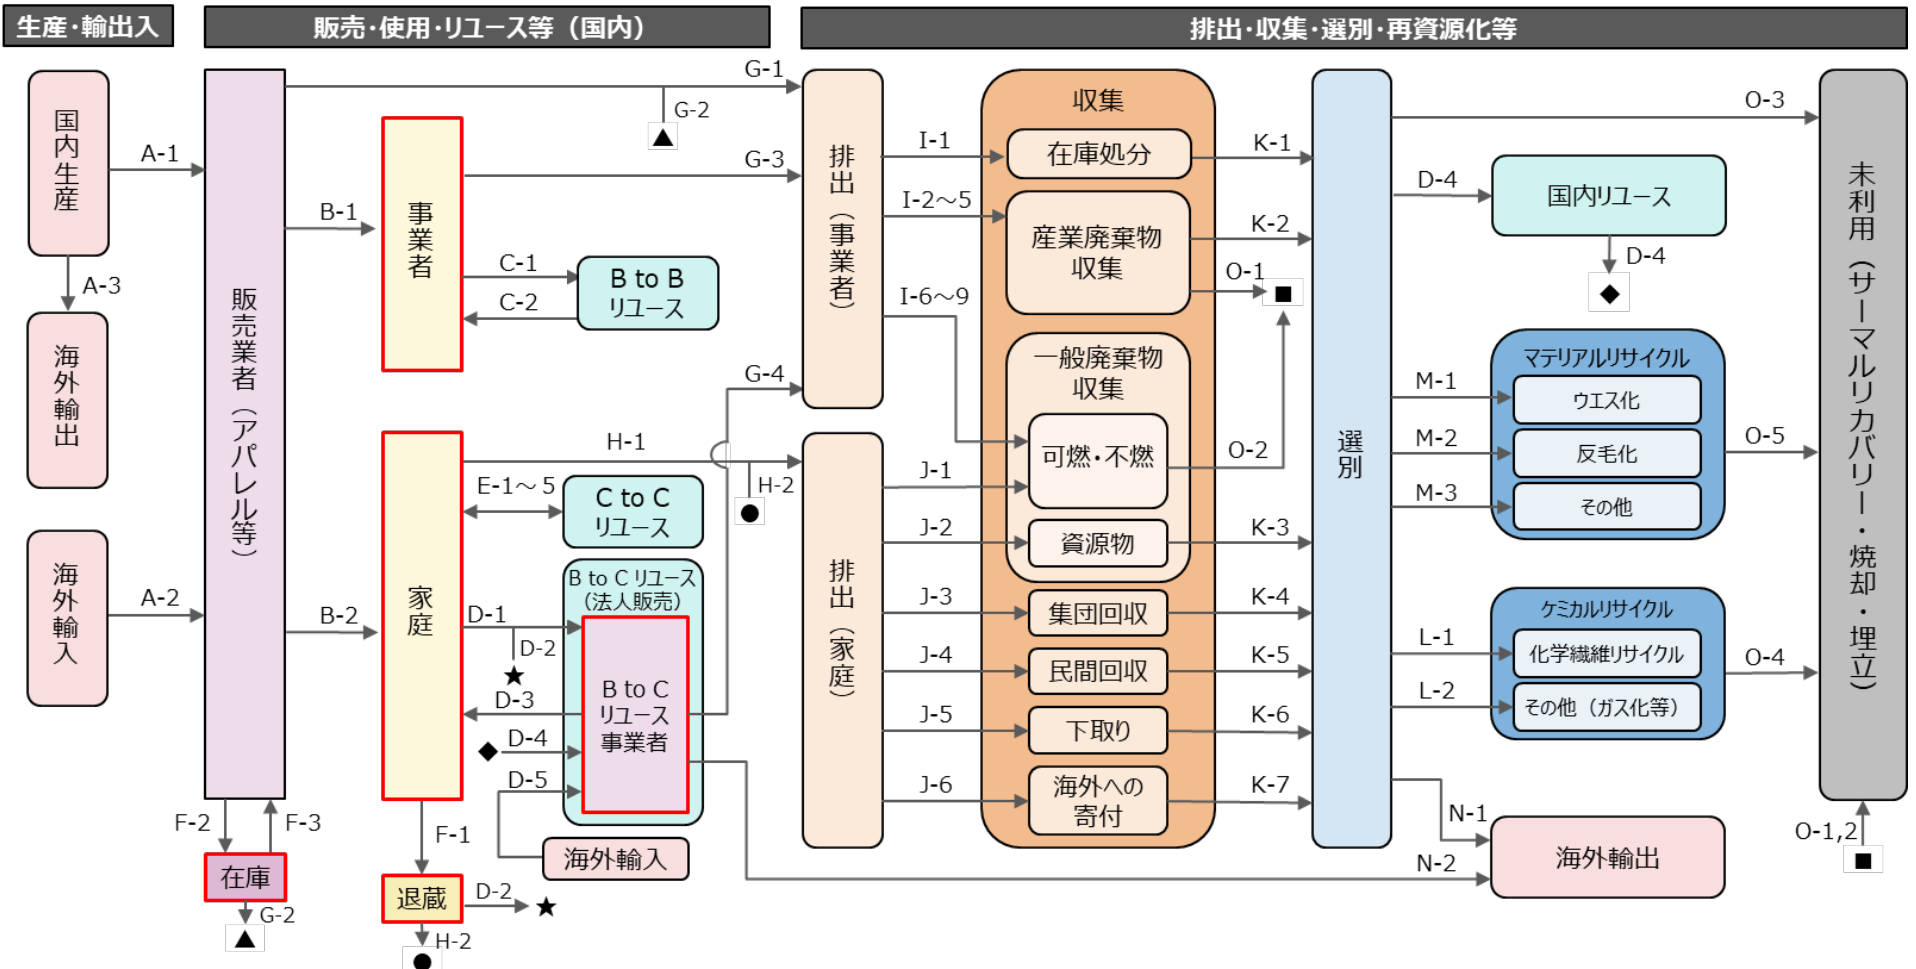 生産・輸出入
販売・使用・リユース等（国内）
排出・収集・選別・再資源化等
国内生産
A-1
A-3
海外輸出
海外輸入
A-2
販売業者（アパレル等）
B-1
B-2
F-2
F-3
在庫
G-2
▲
事業者
C-1
C-2
B to B
リユース
G-1
G-2
▲
G-3
G-4
家庭
H-1
H-2
●
E-1～5
C to C
リユース
B to C リユース
（法人販売）
D-1
D-2
★
D-3
◆
D-4
D-5
B to C
リユース
事業者
海外輸入
F-1
退蔵
D-2
★
H-2
●
排出（事業者）
排出（家庭）
I-1
I-2～5
I-6～9
J-1
J-2
J-3
J-4
J-5
J-6
収集
在庫処分
産業廃棄物
収集
一般廃棄物
収集
可燃・不燃
資源物
集団回収
民間回収
下取り
海外への
寄付
K-1
K-2
O-1
■
O-2
K-3
K-4
K-5
K-6
K-7
選別
O-3
D-4
国内リユース
D-4
◆
マテリアルリサイクル
M-1
ウエス化
M-2
反毛化
M-3
その他
O-5
ケミカルリサイクル
L-1
化学繊維リサイクル
L-2
その他（ガス化等）
O-4
N-1
N-2
海外輸出
未利用（サーマルリカバリー・焼却・埋立）
O-1,2
■